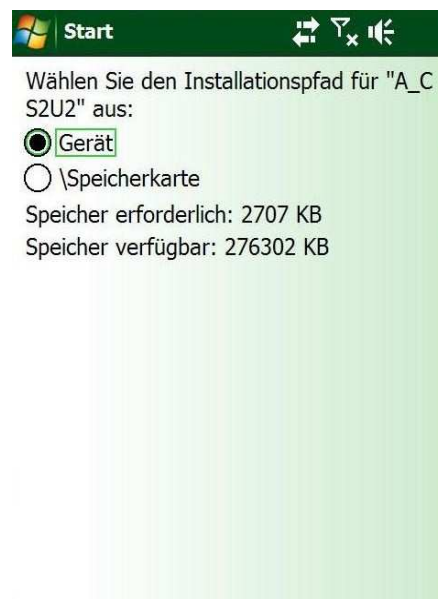 Start
Wählen Sie den Installationspfad für "A_C
S2U2" aus:
Gerät
\Speicherkarte
Speicher erforderlich: 2707 KB
Speicher verfügbar: 276302 KB